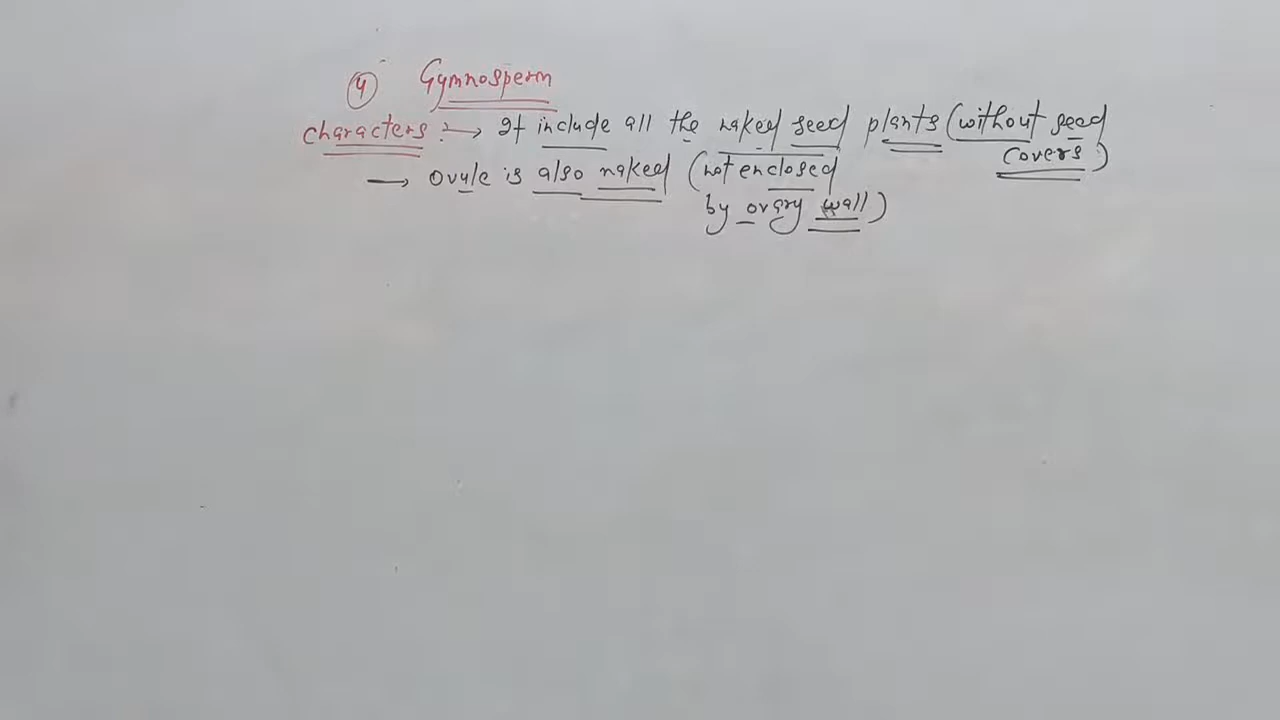 ④ Gymnosperm
characters :→ It include all the naked seed plants (without seed
covers)
→ Ovule is also naked (not enclosed
by ovary wall)